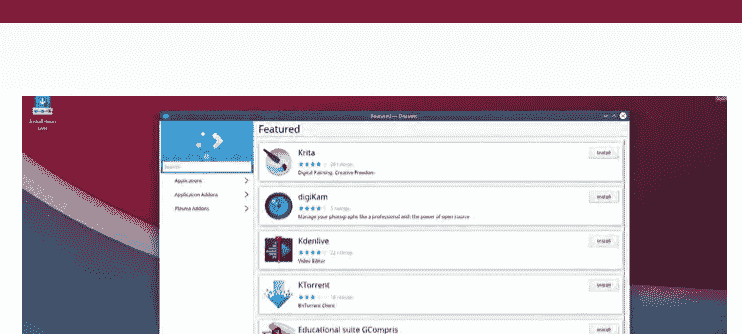 Featured — Discover
Featured
Search
Krita
Install
Digital Painting, Creative Freedom
Applications
Application Addons
Plasma Addons
digiKam
Install
Manage your photographs like a professional with the power of open source
Kdenlive
Install
Video Editor
KTorrent
Install
BitTorrent Client
Educational suite GCompris
Install